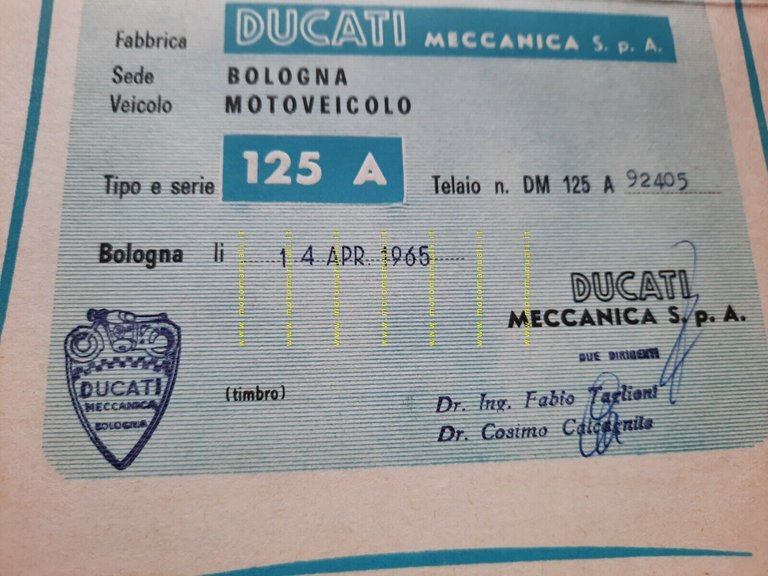 Fabbrica DUCATI MECCANICA S. p. A.
Sede BOLOGNA
Veicolo MOTOVEICOLO
Tipo e serie 125 A Telaio n. DM 125 A 92405
Bologna li 14 APR. 1965
DUCATI
MECCANICA S. p. A.
DUE DIRIGENTI
DUCATI
MECCANICA
BOLOGNA
(timbro)
Dr. Ing. Fabio Taglioni
Dr. Cosimo Calcagnile